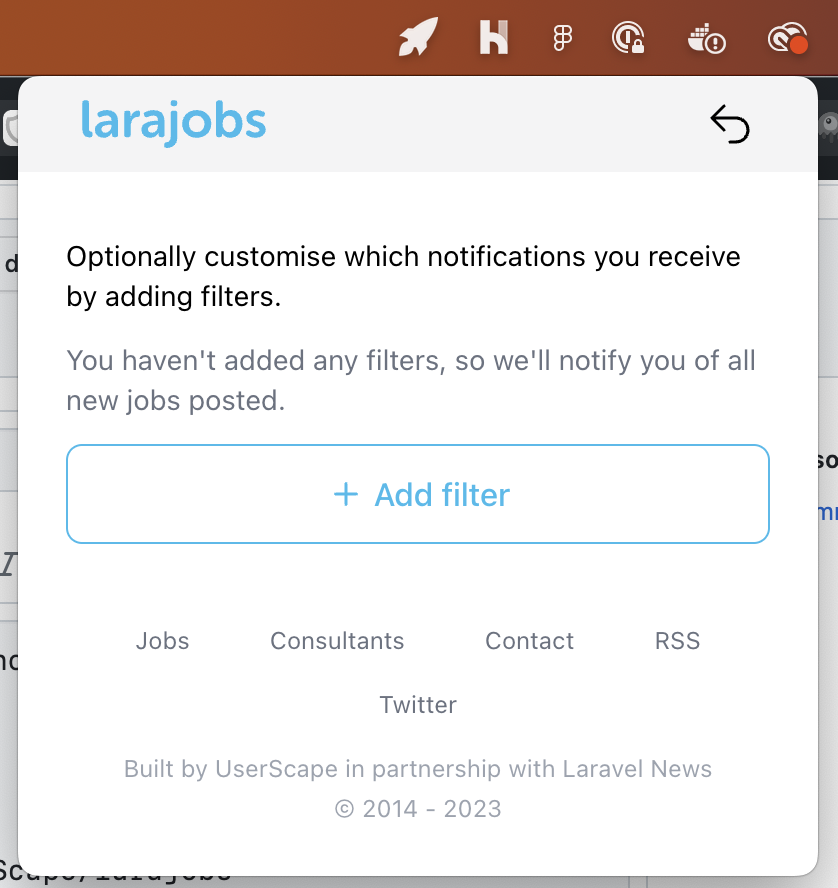 larajobs
Optionally customise which notifications you receive
by adding filters.
You haven't added any filters, so we'll notify you of all
new jobs posted.
+ Add filter
Jobs Consultants Contact RSS
Twitter
Built by UserScape in partnership with Laravel News
© 2014 - 2023